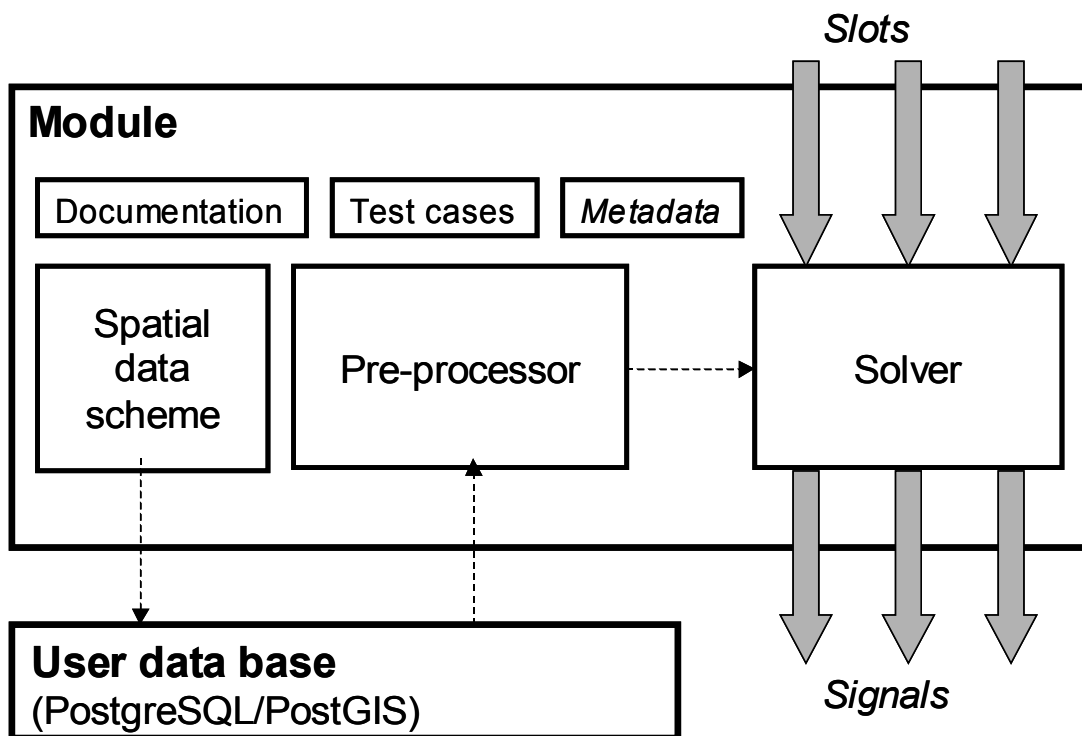 Slots
Module
Documentation
Test cases
Metadata
Spatial
data
scheme
Pre-processor
Solver
User data base
(PostgreSQL/PostGIS)
Signals